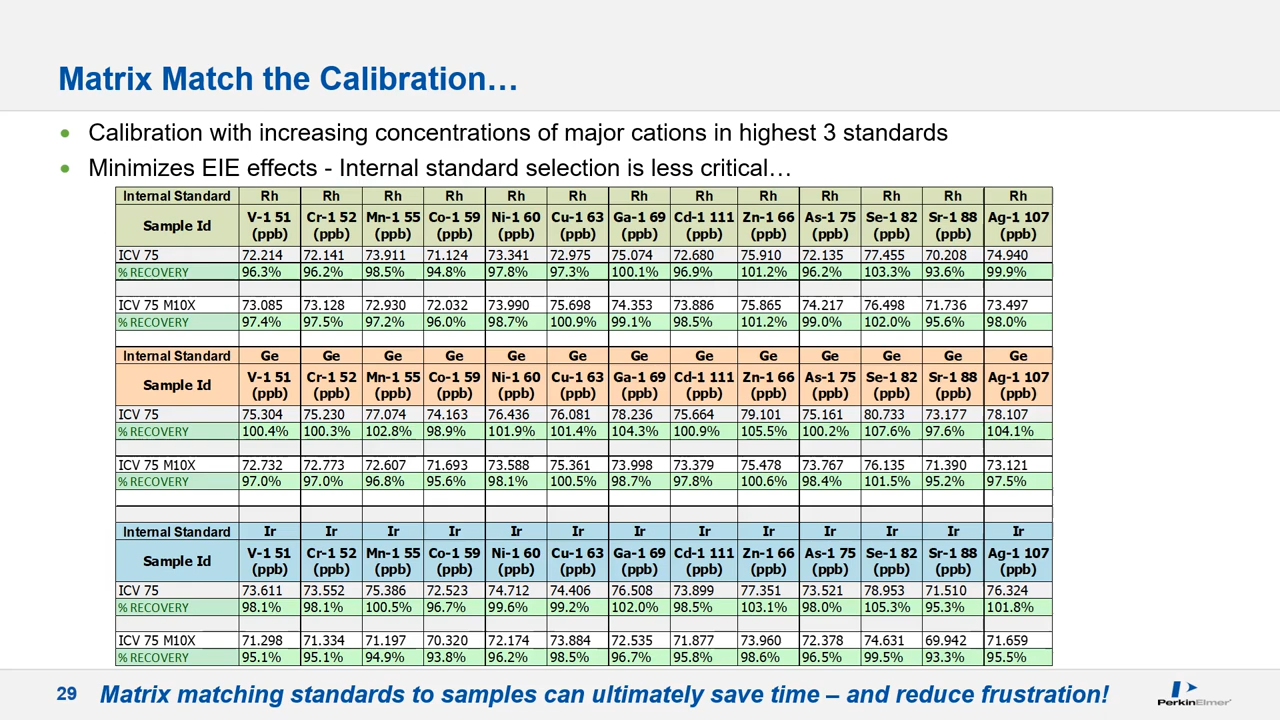 Matrix Match the Calibration…
• Calibration with increasing concentrations of major cations in highest 3 standards
• Minimizes EIE effects - Internal standard selection is less critical…
Internal Standard Rh Rh Rh Rh Rh Rh Rh Rh Rh Rh Rh Rh Rh
Sample Id V-1 51 (ppb) Cr-1 52 (ppb) Mn-1 55 (ppb) Co-1 59 (ppb) Ni-1 60 (ppb) Cu-1 63 (ppb) Ga-1 69 (ppb) Cd-1 111 (ppb) Zn-1 66 (ppb) As-1 75 (ppb) Se-1 82 (ppb) Sr-1 88 (ppb) Ag-1 107 (ppb)
ICV 75 72.214 72.141 73.911 71.124 73.341 72.975 75.074 72.680 75.910 72.135 77.455 70.208 74.940
% RECOVERY 96.3% 96.2% 98.5% 94.8% 97.8% 97.3% 100.1% 96.9% 101.2% 96.2% 103.3% 93.6% 99.9%
ICV 75 M10X 73.085 73.128 72.930 72.032 73.990 75.698 74.353 73.886 75.865 74.217 76.498 71.736 73.497
% RECOVERY 97.4% 97.5% 97.2% 96.0% 98.7% 100.9% 99.1% 98.5% 101.2% 99.0% 102.0% 95.6% 98.0%
Internal Standard Ge Ge Ge Ge Ge Ge Ge Ge Ge Ge Ge Ge Ge
Sample Id V-1 51 (ppb) Cr-1 52 (ppb) Mn-1 55 (ppb) Co-1 59 (ppb) Ni-1 60 (ppb) Cu-1 63 (ppb) Ga-1 69 (ppb) Cd-1 111 (ppb) Zn-1 66 (ppb) As-1 75 (ppb) Se-1 82 (ppb) Sr-1 88 (ppb) Ag-1 107 (ppb)
ICV 75 75.304 75.230 77.074 74.163 76.436 76.081 78.236 75.664 79.101 75.161 80.733 73.177 78.107
% RECOVERY 100.4% 100.3% 102.8% 98.9% 101.9% 101.4% 104.3% 100.9% 105.5% 100.2% 107.6% 97.6% 104.1%
ICV 75 M10X 72.732 72.773 72.607 71.693 73.588 75.361 73.998 73.379 75.478 73.767 76.135 71.390 73.121
% RECOVERY 97.0% 97.0% 96.8% 95.6% 98.1% 100.5% 98.7% 97.8% 100.6% 98.4% 101.5% 95.2% 97.5%
Internal Standard Ir Ir Ir Ir Ir Ir Ir Ir Ir Ir Ir Ir Ir
Sample Id V-1 51 (ppb) Cr-1 52 (ppb) Mn-1 55 (ppb) Co-1 59 (ppb) Ni-1 60 (ppb) Cu-1 63 (ppb) Ga-1 69 (ppb) Cd-1 111 (ppb) Zn-1 66 (ppb) As-1 75 (ppb) Se-1 82 (ppb) Sr-1 88 (ppb) Ag-1 107 (ppb)
ICV 75 73.611 73.552 75.386 72.523 74.712 74.406 76.508 73.899 77.351 73.521 78.953 71.510 76.324
% RECOVERY 98.1% 98.1% 100.5% 96.7% 99.6% 99.2% 102.0% 98.5% 103.1% 98.0% 105.3% 95.3% 101.8%
ICV 75 M10X 71.298 71.334 71.197 70.320 72.174 73.884 72.535 71.877 73.960 72.378 74.631 69.942 71.659
% RECOVERY 95.1% 95.1% 94.9% 93.8% 96.2% 98.5% 96.7% 95.8% 98.6% 96.5% 99.5% 93.3% 95.5%
29 Matrix matching standards to samples can ultimately save time – and reduce frustration!
PerkinElmer